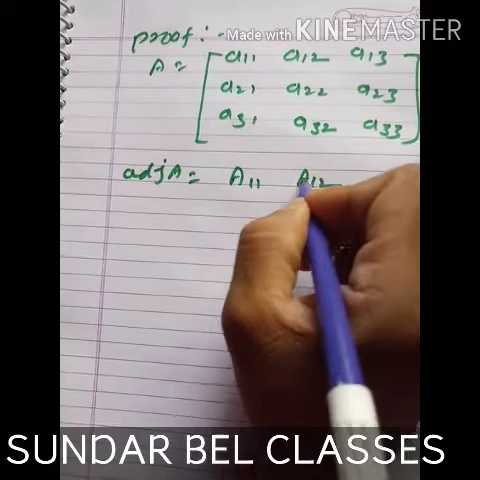 Made with KINEMASTER
proof :-
A = [ a11 a12 a13
a21 a22 a23
a31 a32 a33 ]
adjA = A11 A12
SUNDAR BEL CLASSES